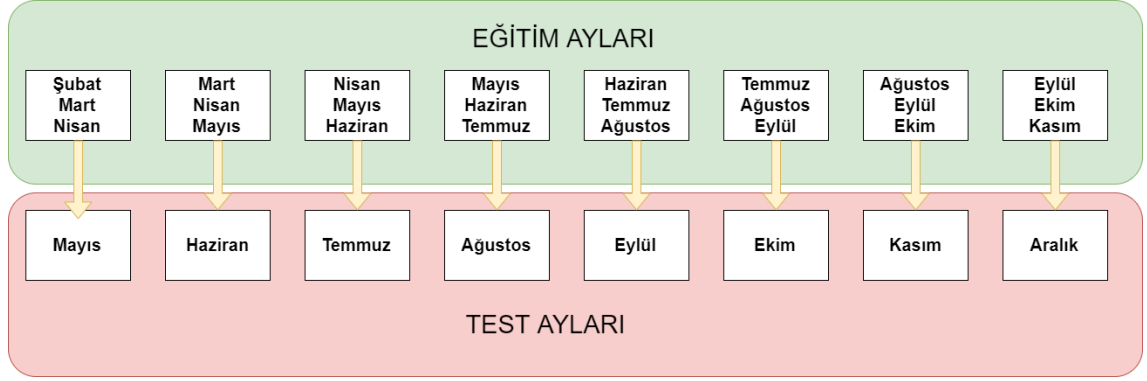 EĞİTİM AYLARI
Şubat
Mart
Nisan
Mart
Nisan
Mayıs
Nisan
Mayıs
Haziran
Mayıs
Haziran
Temmuz
Haziran
Temmuz
Ağustos
Temmuz
Ağustos
Eylül
Ağustos
Eylül
Ekim
Eylül
Ekim
Kasım
Mayıs
Haziran
Temmuz
Ağustos
Eylül
Ekim
Kasım
Aralık
TEST AYLARI